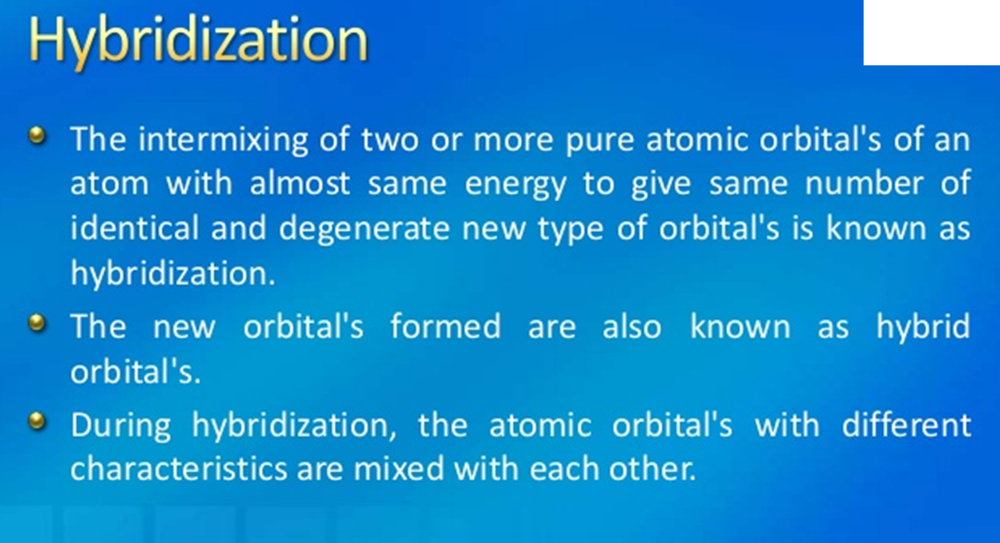 Hybridization
The intermixing of two or more pure atomic orbital's of an
atom with almost same energy to give same number of
identical and degenerate new type of orbital's is known as
hybridization.
The new orbital's formed are also known as hybrid
orbital's.
During hybridization, the atomic orbital's with different
characteristics are mixed with each other.